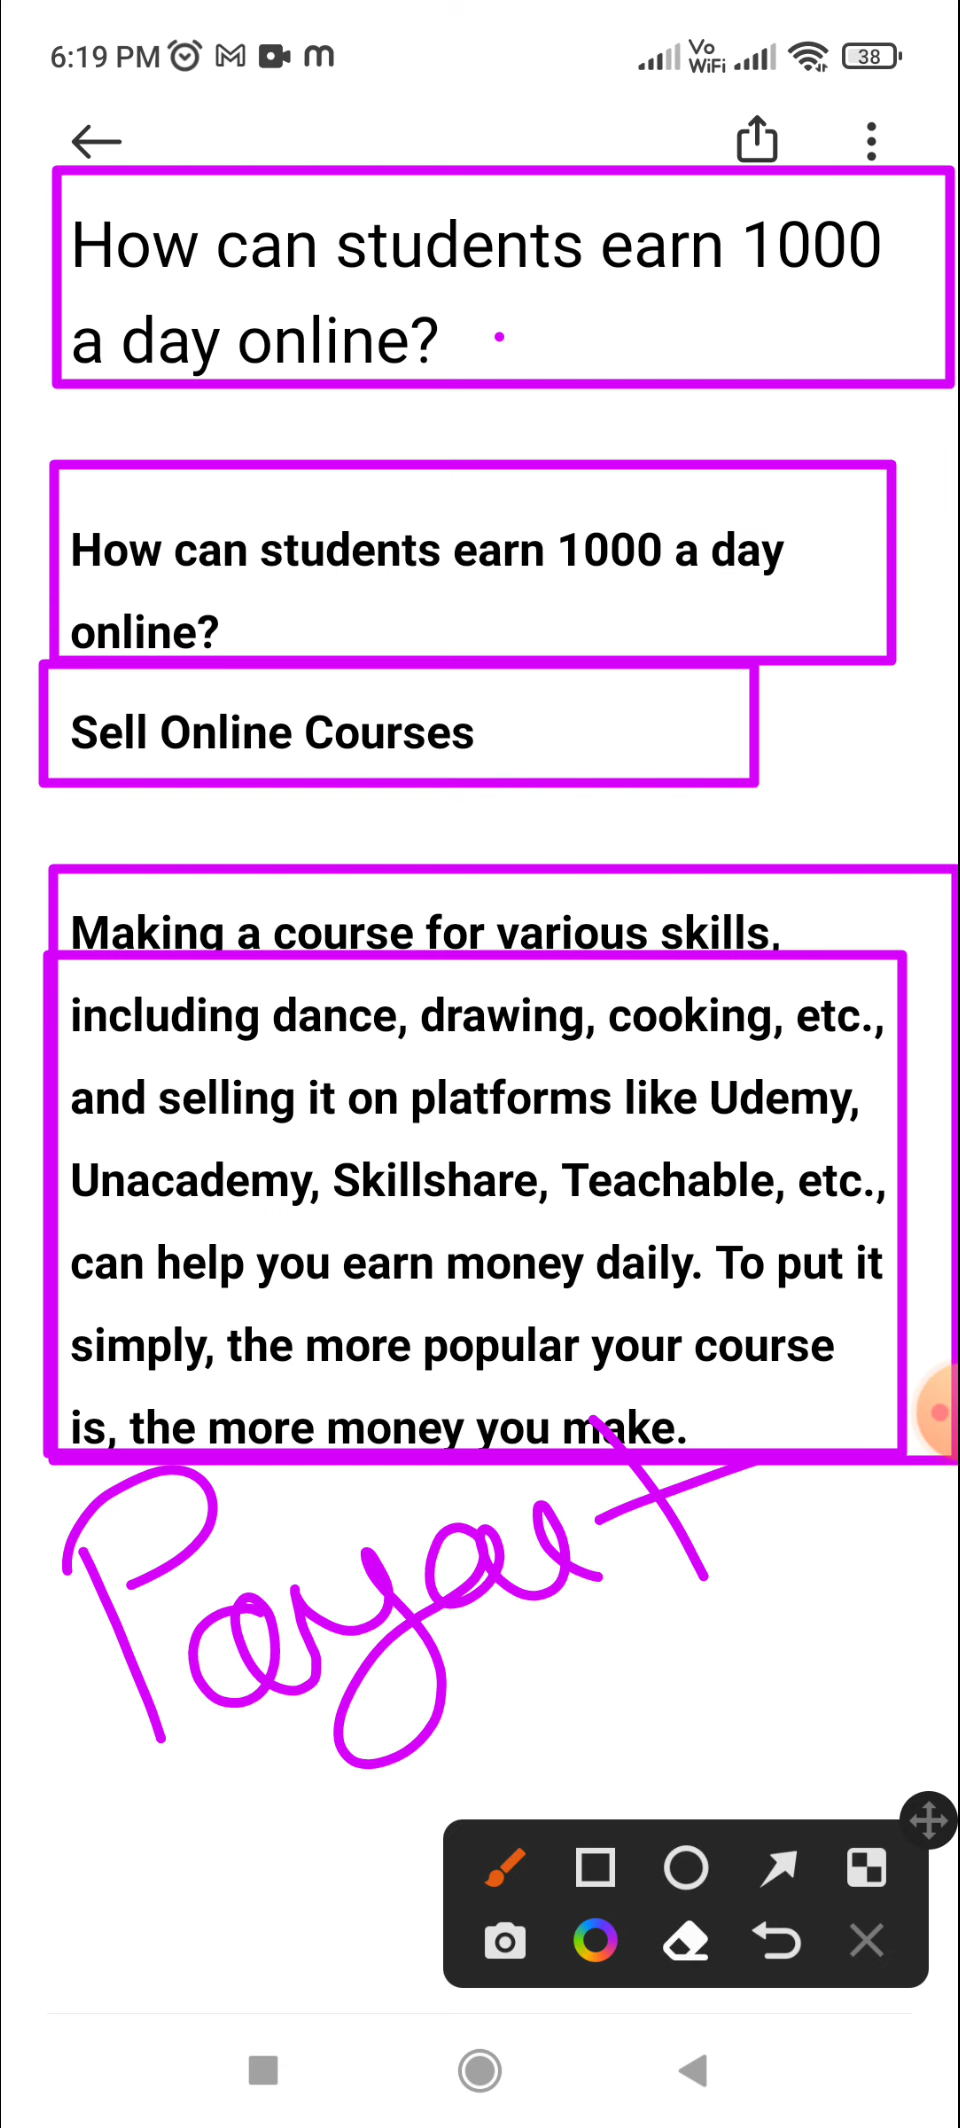 6:19 PM
Vo
WiFi
38
How can students earn 1000
a day online?
How can students earn 1000 a day
online?
Sell Online Courses
Making a course for various skills,
including dance, drawing, cooking, etc.,
and selling it on platforms like Udemy,
Unacademy, Skillshare, Teachable, etc.,
can help you earn money daily. To put it
simply, the more popular your course
is, the more money you make.